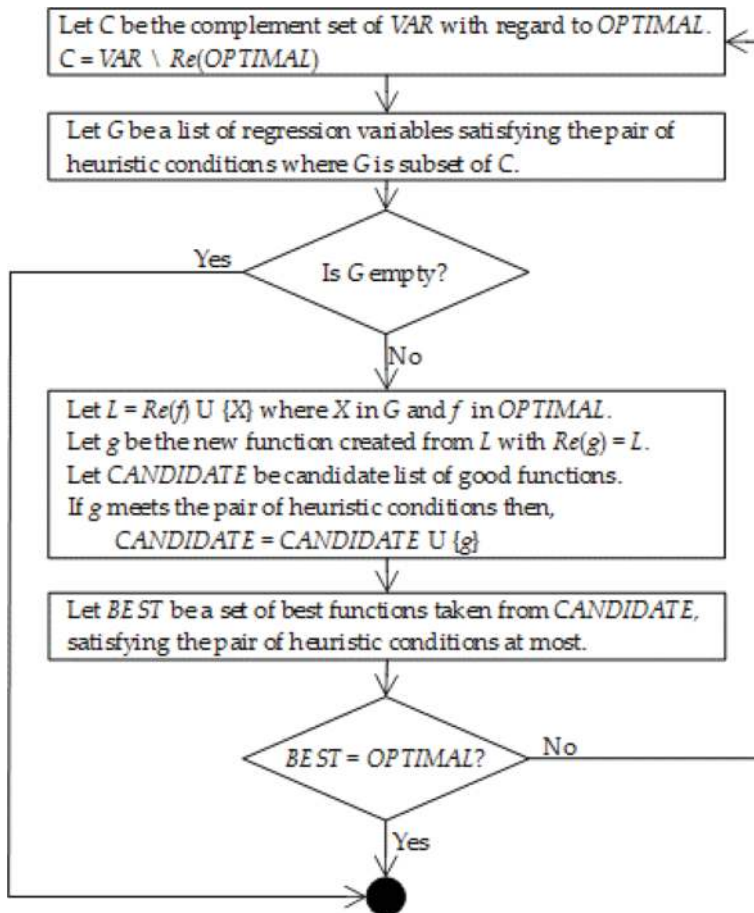 Let C be the complement set of VAR with regard to OPTIMAL.
C = VAR \ Re(OPTIMAL)
Let G be a list of regression variables satisfying the pair of
heuristic conditions where G is subset of C.
Yes
Is G empty?
No
Let L = Re(f) U {X} where X in G and f in OPTIMAL.
Let g be the new function created from L with Re(g) = L.
Let CANDIDATE be candidate list of good functions.
If g meets the pair of heuristic conditions then,
CANDIDATE = CANDIDATE U {g}
Let BEST be a set of best functions taken from CANDIDATE,
satisfying the pair of heuristic conditions at most.
BEST = OPTIMAL?
No
Yes